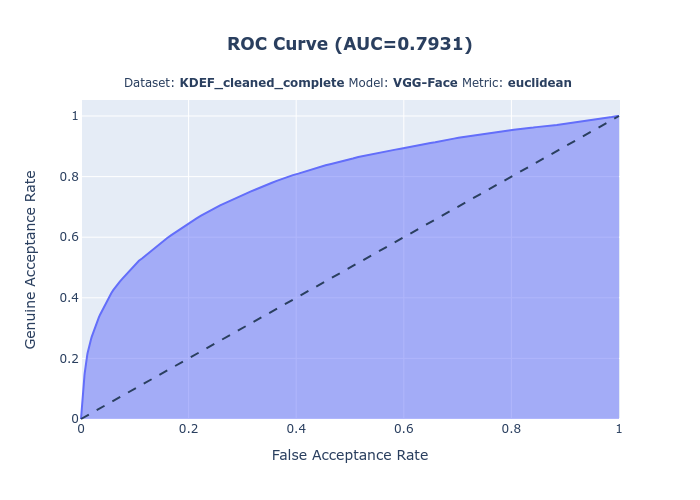 ROC Curve (AUC=0.7931)
Dataset: KDEF_cleaned_complete Model: VGG-Face Metric: euclidean
Genuine Acceptance Rate
1
0.8
0.6
0.4
0.2
0
0 0.2 0.4 0.6 0.8 1
False Acceptance Rate